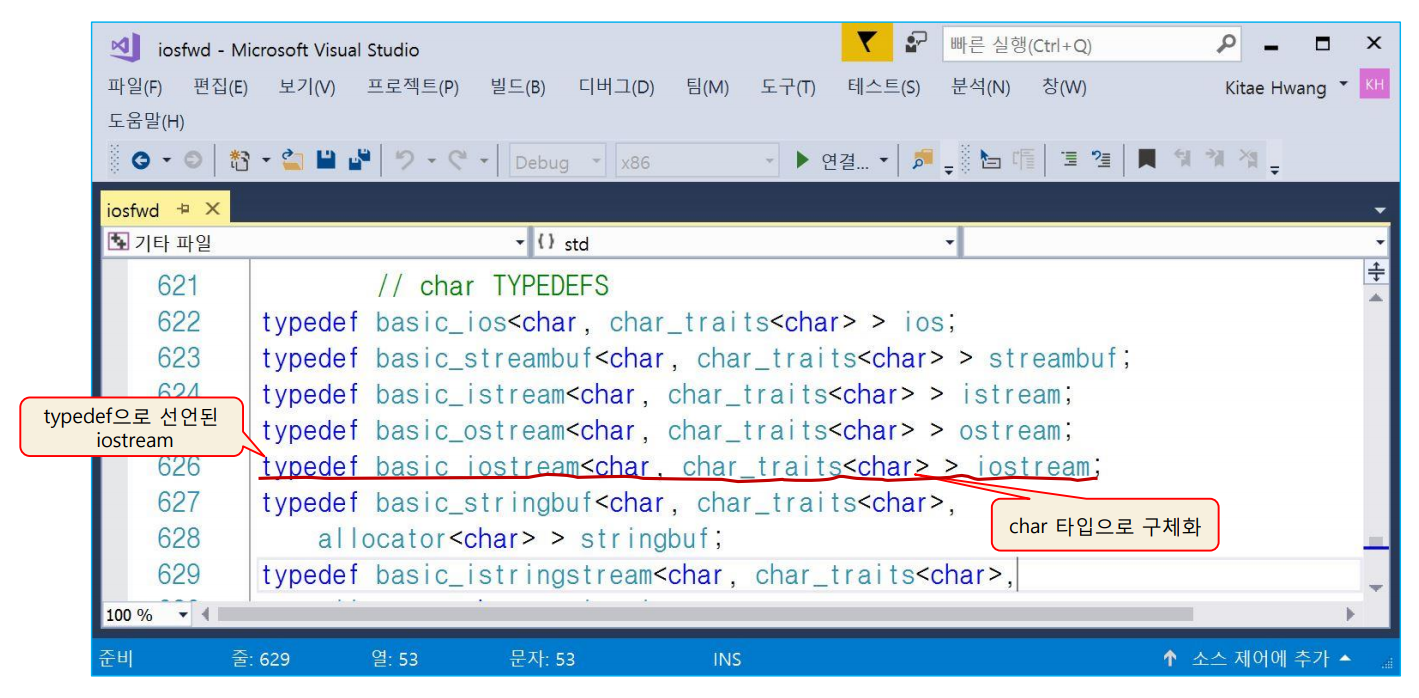 iosfwd - Microsoft Visual Studio
빠른 실행(Ctrl+Q)
파일(F) 편집(E) 보기(V) 프로젝트(P) 빌드(B) 디버그(D) 팀(M) 도구(T) 테스트(S) 분석(N) 창(W)
Kitae Hwang KH
도움말(H)
Debug x86 연결...
iosfwd
기타 파일 {} std
621 // char TYPEDEFS
622 typedef basic_ios<char, char_traits<char> > ios;
623 typedef basic_streambuf<char, char_traits<char> > streambuf;
624 typedef basic_istream<char, char_traits<char> > istream;
typedef basic_ostream<char, char_traits<char> > ostream;
626 typedef basic_iostream<char, char_traits<char> > iostream;
627 typedef basic_stringbuf<char, char_traits<char>,
628 allocator<char> > stringbuf;
629 typedef basic_istringstream<char, char_traits<char>,
typedef으로 선언된
iostream
char 타입으로 구체화
100 %
준비 줄: 629 열: 53 문자: 53 INS 소스 제어에 추가